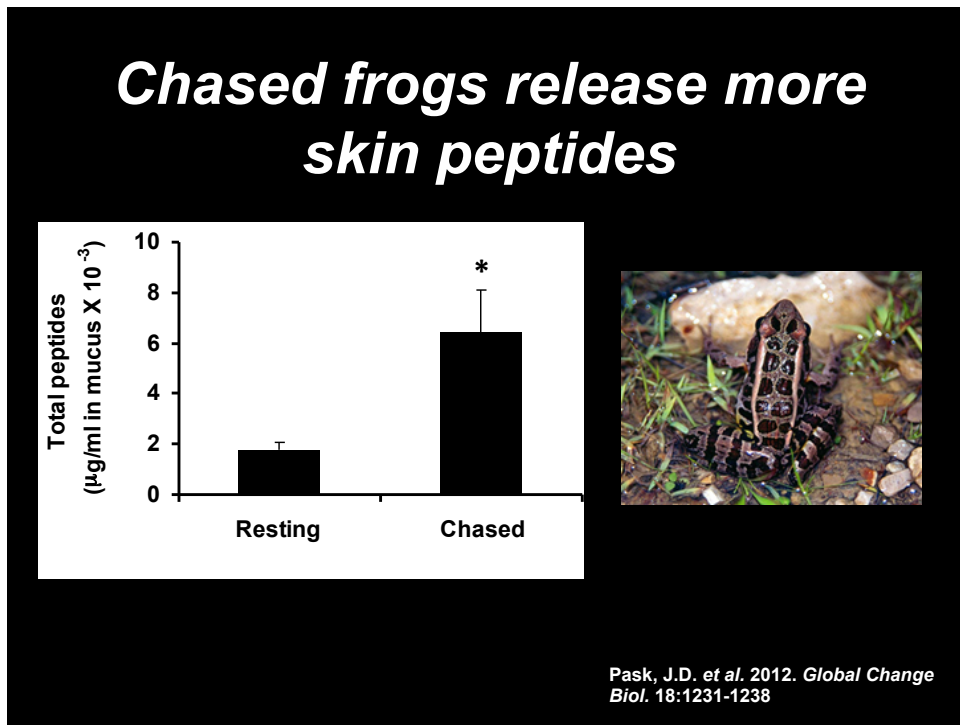 Chased frogs release more
skin peptides
Total peptides
(μg/ml in mucus X 10⁻³)
10
8
6
4
2
0
*
Resting Chased
Pask, J.D. et al. 2012. Global Change
Biol. 18:1231-1238